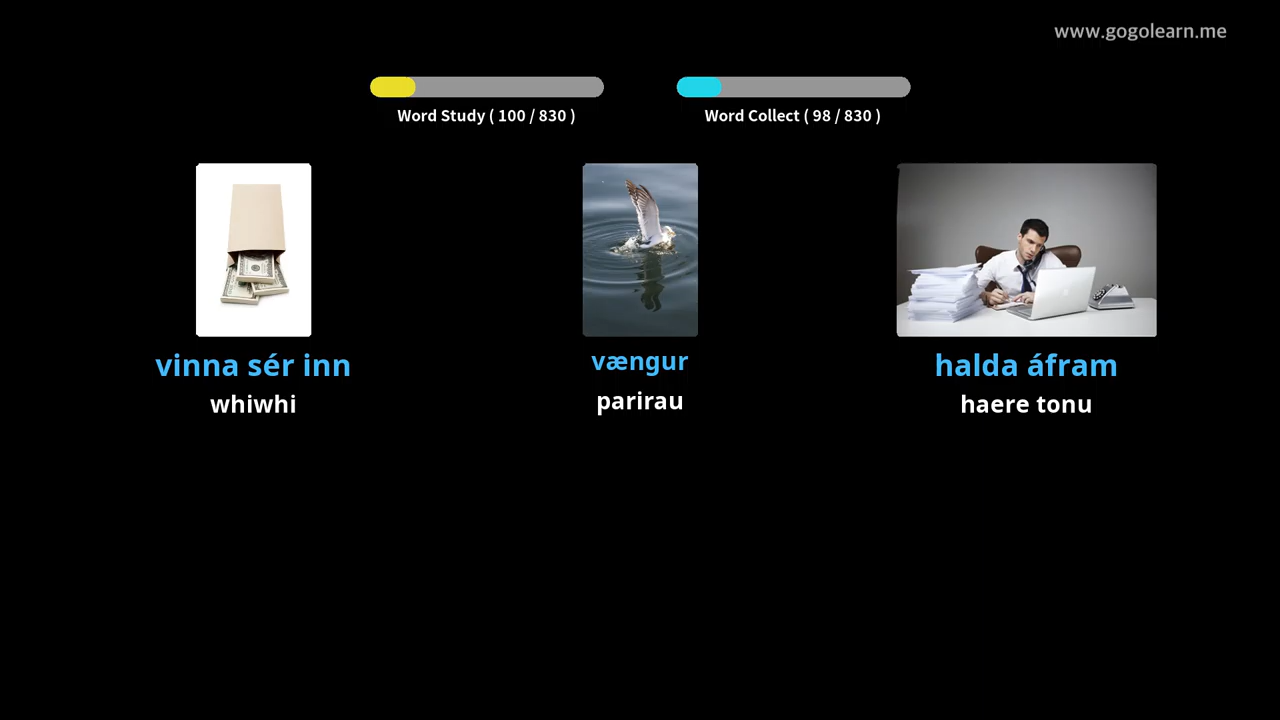 www.gogolearn.me
Word Study ( 100 / 830 )
Word Collect ( 98 / 830 )
vinna sér inn
whiwhi
vængur
parirau
halda áfram
haere tonu